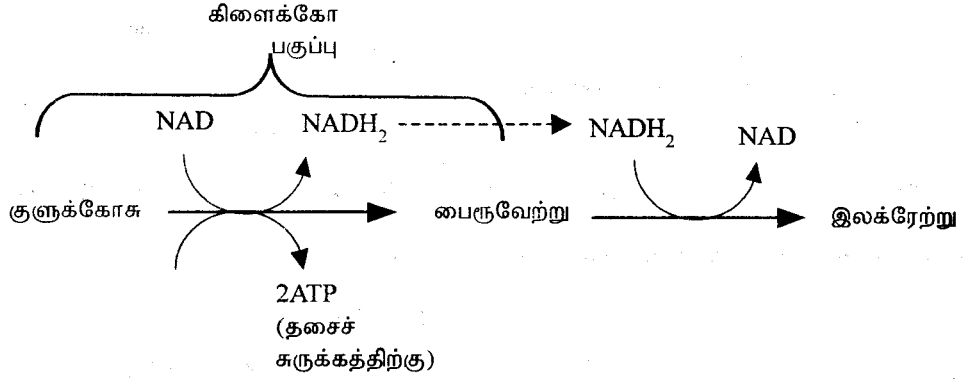 கிளைக்கோ
பகுப்பு
NAD
NADH2
NADH2
NAD
குளுக்கோசு
பைரூவேற்று
இலக்ரேற்று
2ATP
(தசைச்
சுருக்கத்திற்கு)